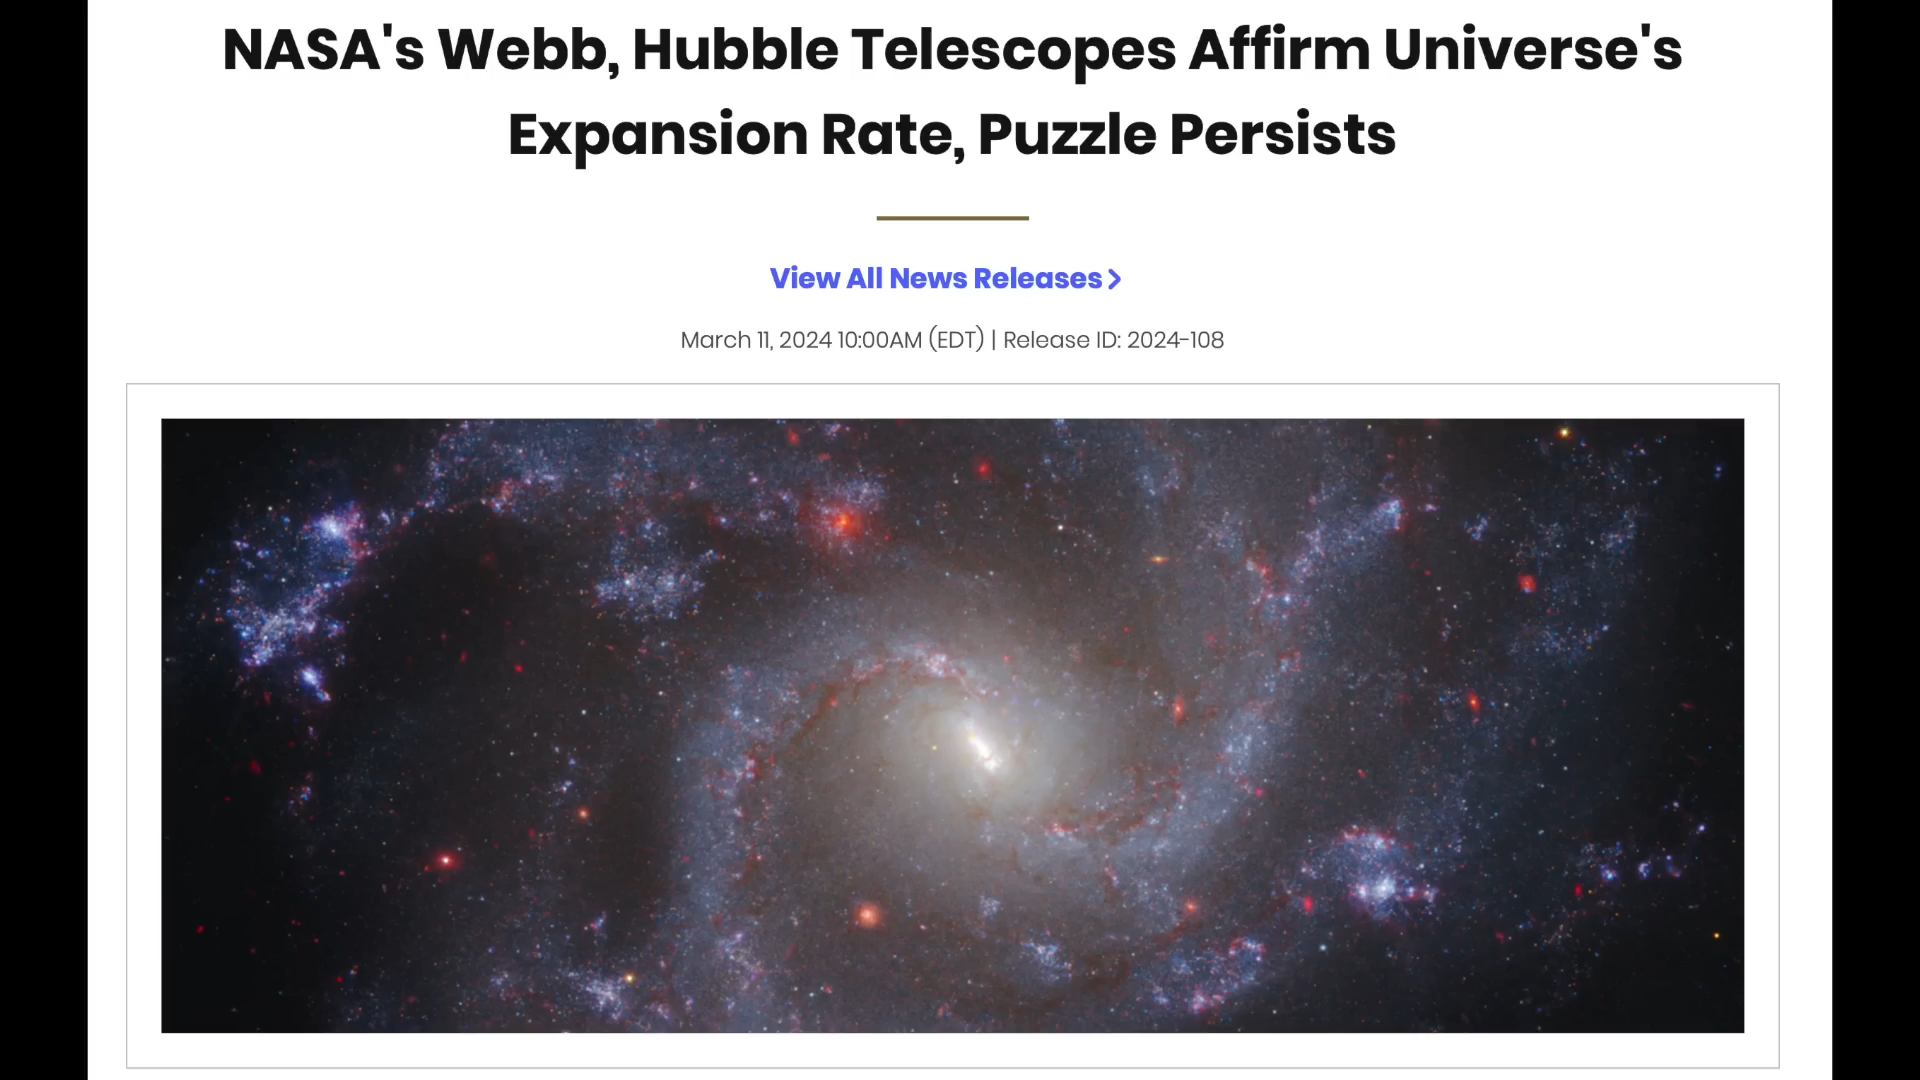 NASA's Webb, Hubble Telescopes Affirm Universe's
Expansion Rate, Puzzle Persists
View All News Releases >
March 11, 2024 10:00AM (EDT) | Release ID: 2024-108